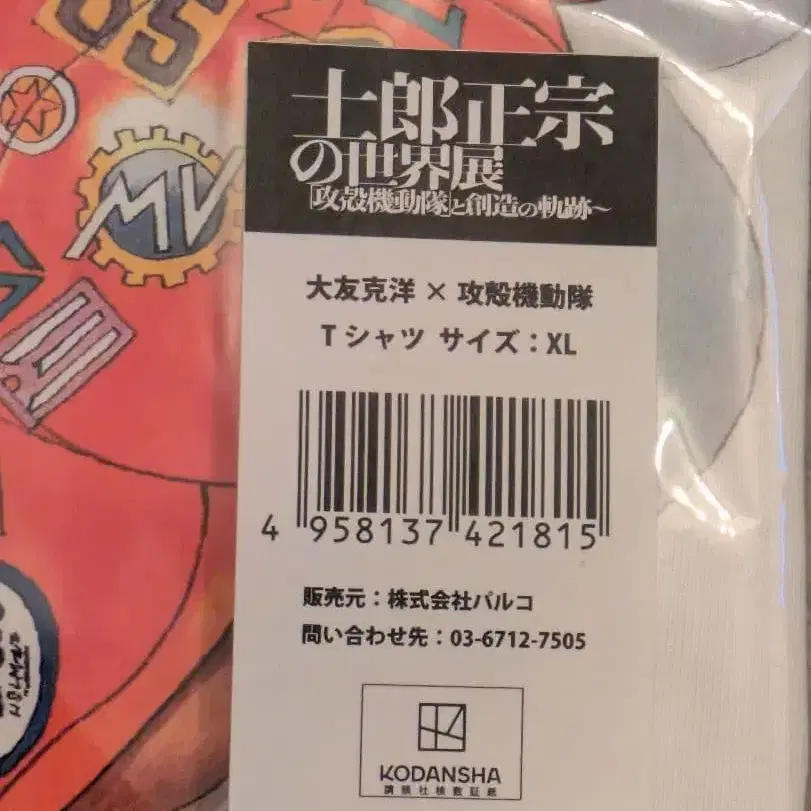 MV
士郎正宗
の世界展
「攻殻機動隊」と創造の軌跡～
大友克洋 × 攻殻機動隊
Tシャツ サイズ：XL
4 958137 421815
販売元：株式会社パルコ
問い合わせ先：03-6712-7505
KODANSHA
講談社検数証紙